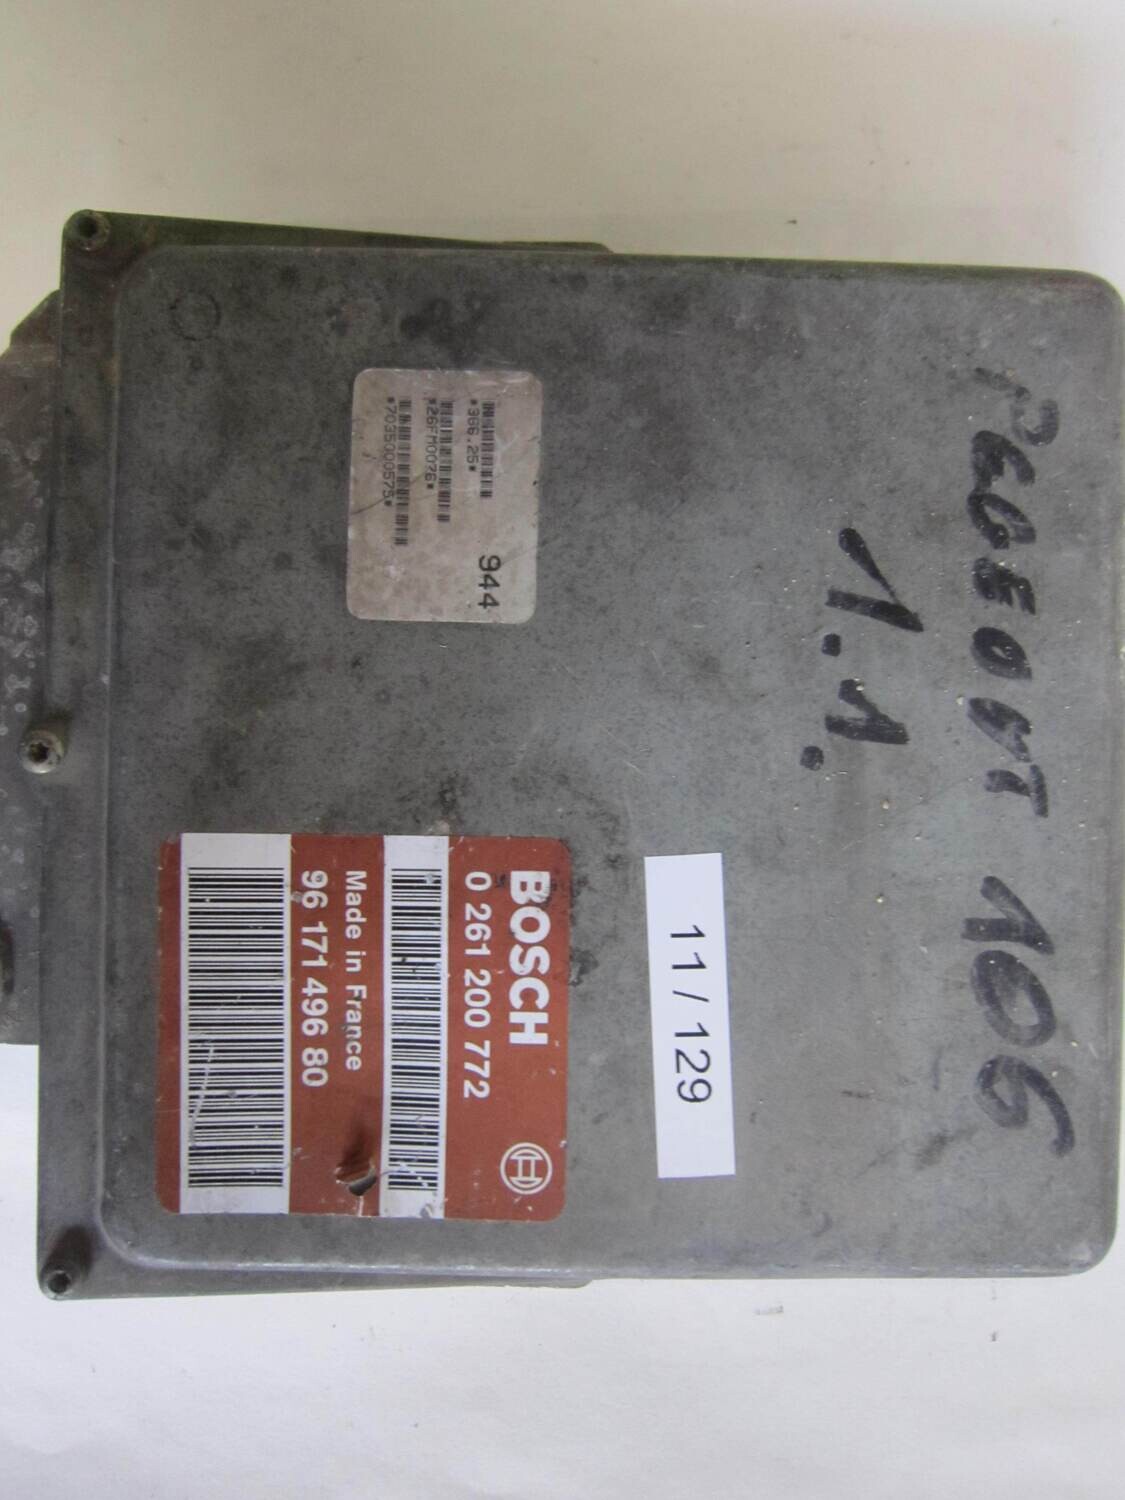 PEGEOUT 106
1.1.
944
*366.25*
*26FM0076*
*7035000575*
11/129
BOSCH
0 261 200 772
Made in France
96 171 496 80